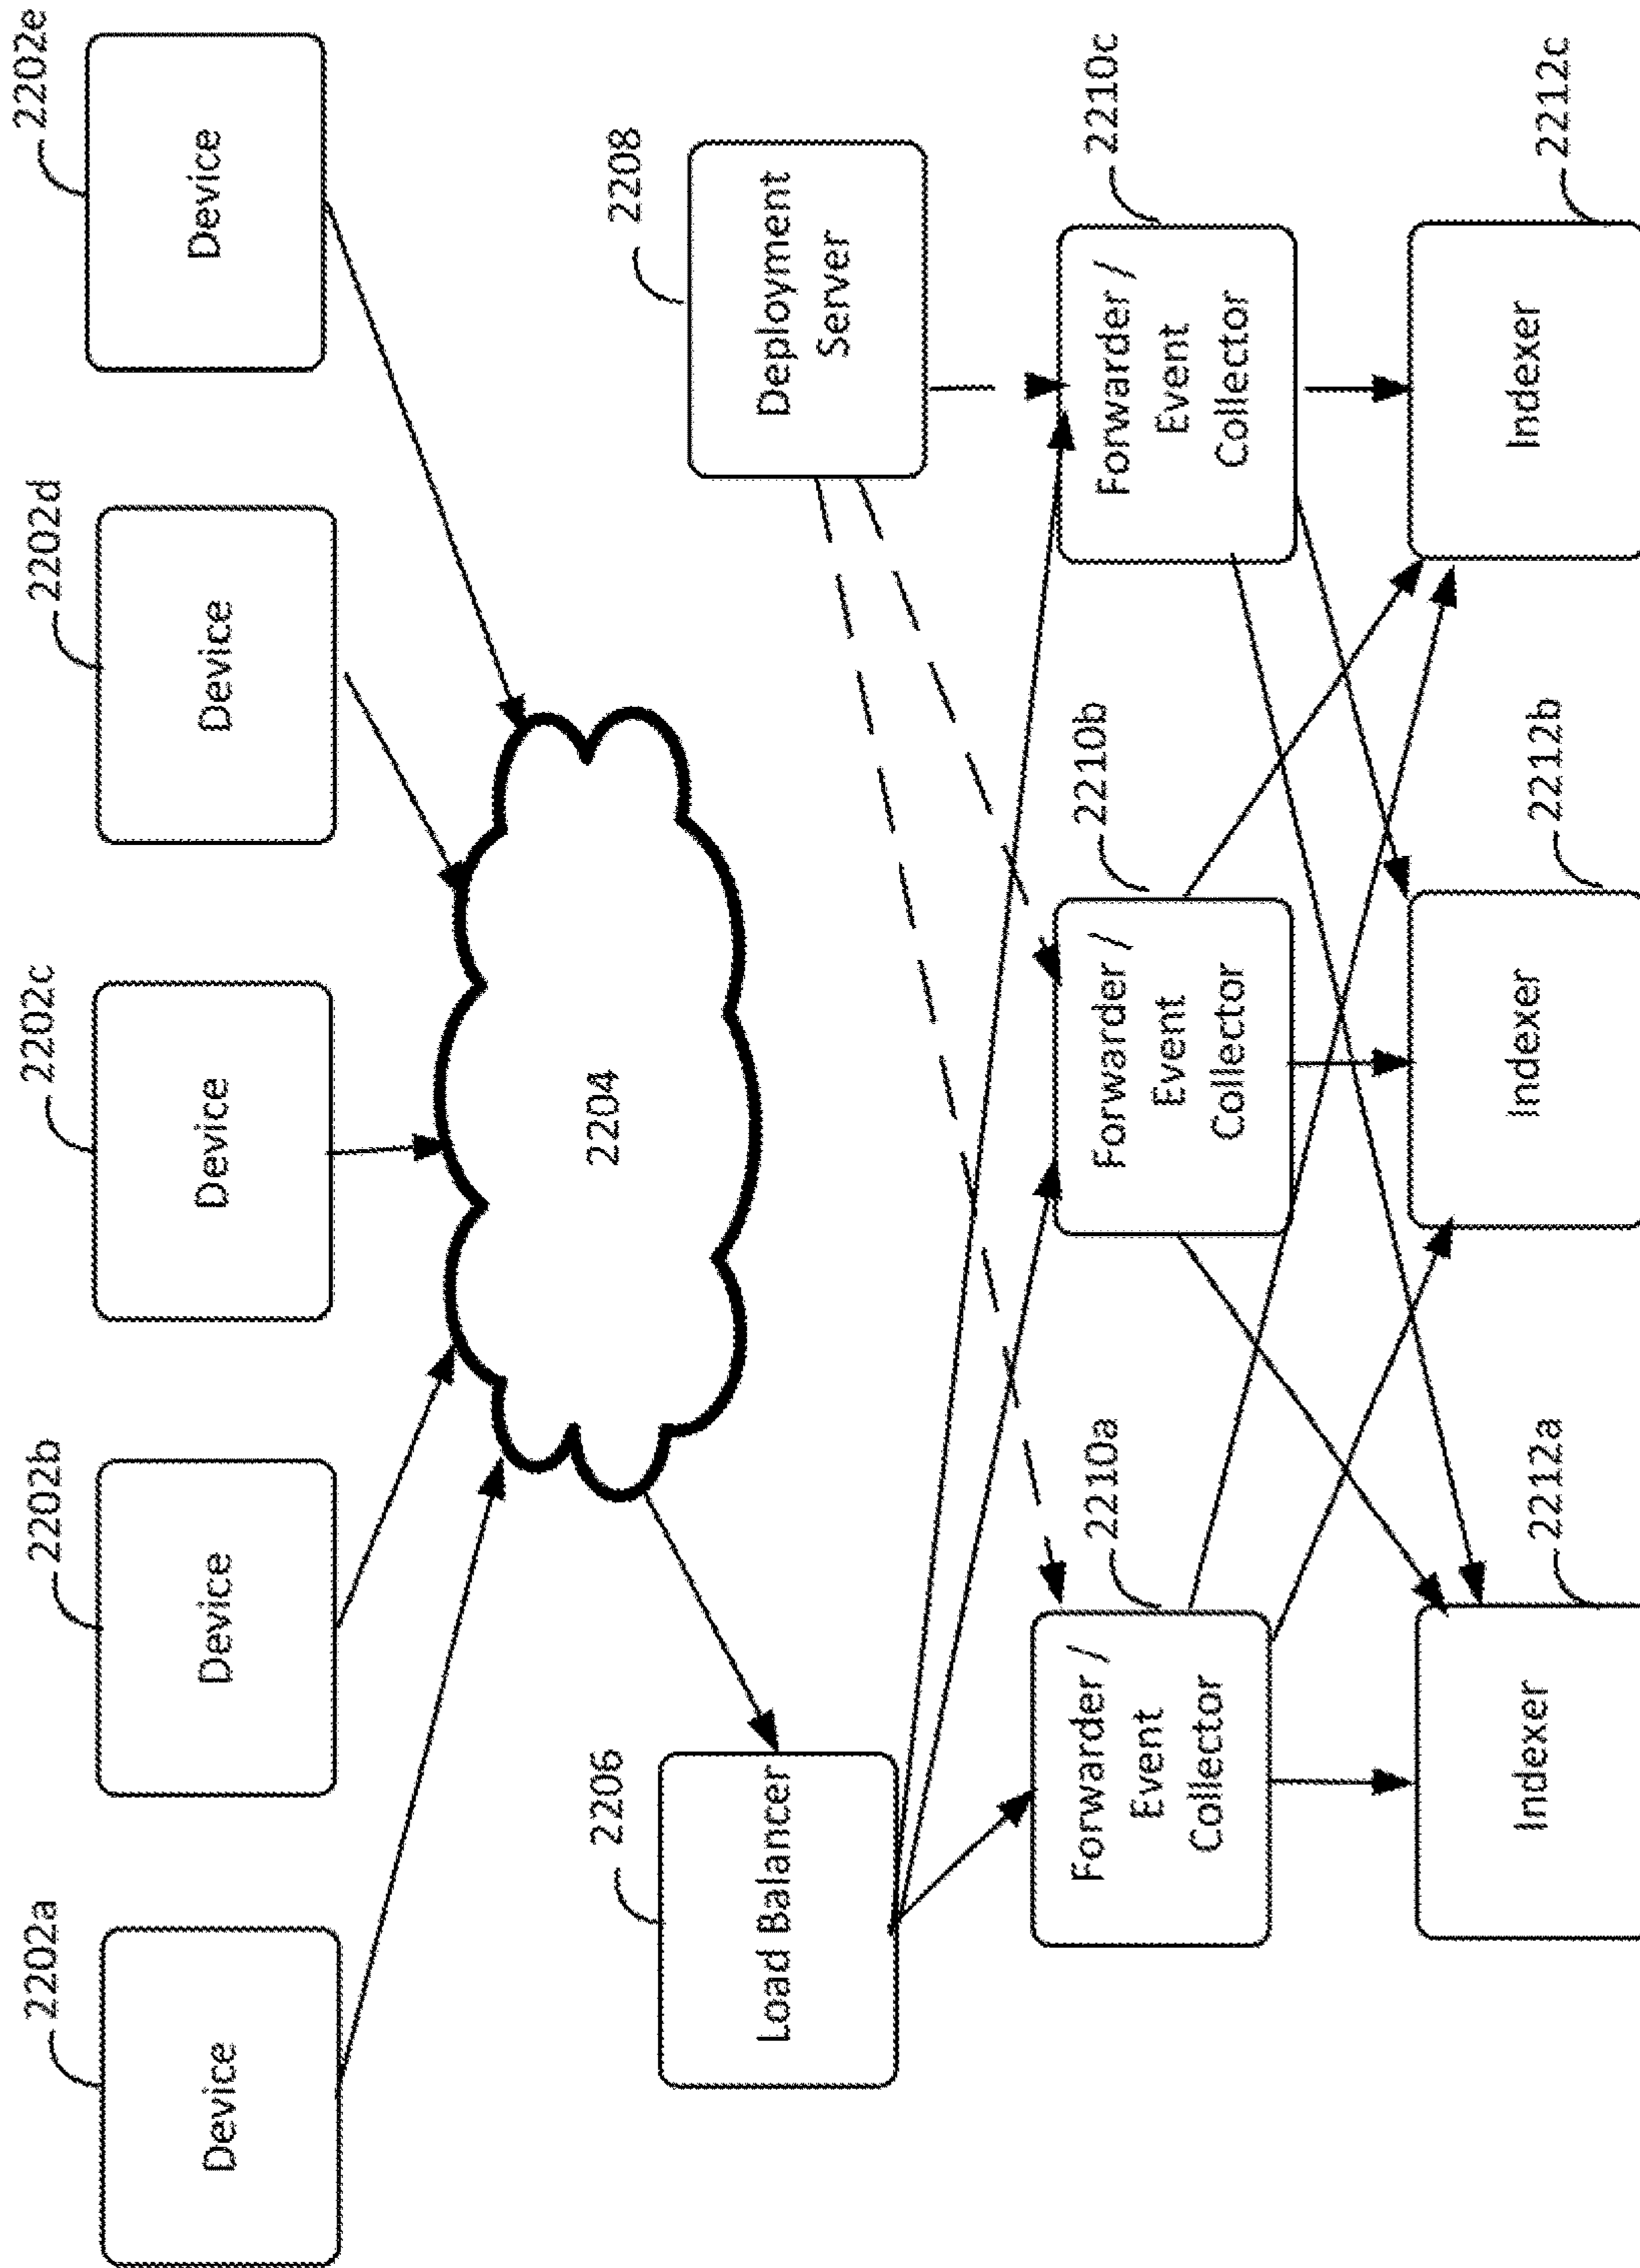 2202a
2202b
2202c
2202d
2202e
Device
Device
Device
Device
Device
2204
2206
Load Balancer
2208
Deployment
Server
2210a
2210b
2210c
Forwarder /
Event
Collector
Forwarder /
Event
Collector
Forwarder /
Event
Collector
2212a
2212b
2212c
Indexer
Indexer
Indexer